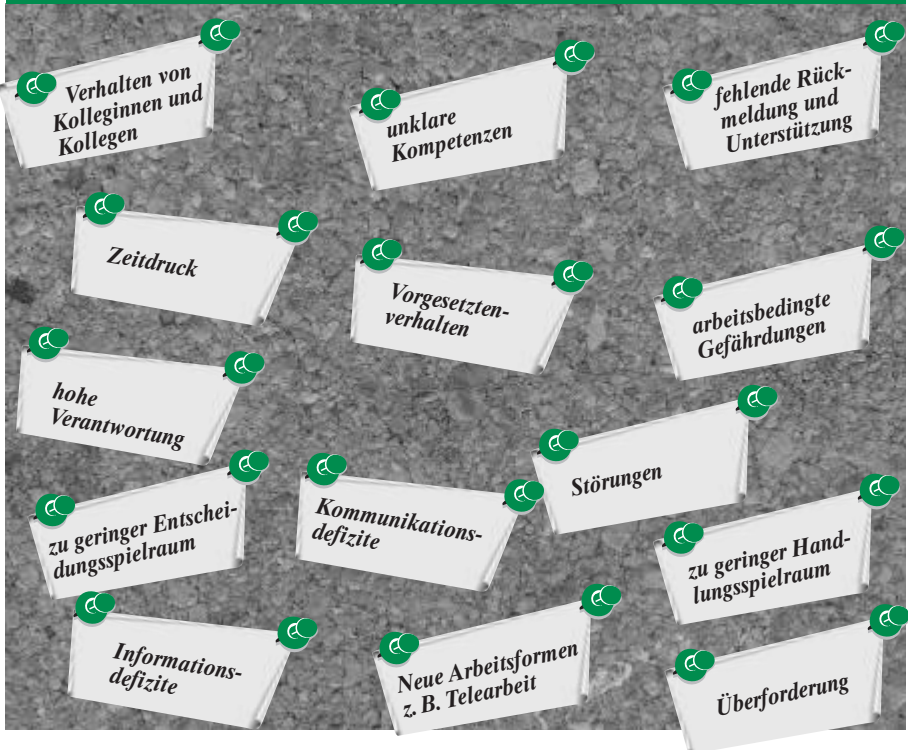 Verhalten von
Kolleginnen und
Kollegen
unklare
Kompetenzen
fehlende Rück-
meldung und
Unterstützung
Zeitdruck
Vorgesetzten-
verhalten
arbeitsbedingte
Gefährdungen
hohe
Verantwortung
Störungen
zu geringer Entschei-
dungsspielraum
Kommunikations-
defizite
zu geringer Hand-
lungsspielraum
Informations-
defizite
Neue Arbeitsformen
z. B. Telearbeit
Überforderung